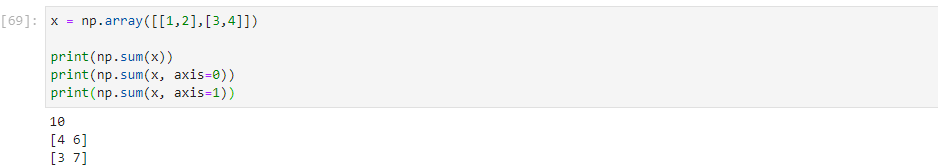 [69]: x = np.array([[1,2],[3,4]])
print(np.sum(x))
print(np.sum(x, axis=0))
print(np.sum(x, axis=1))
10
[4 6]
[3 7]